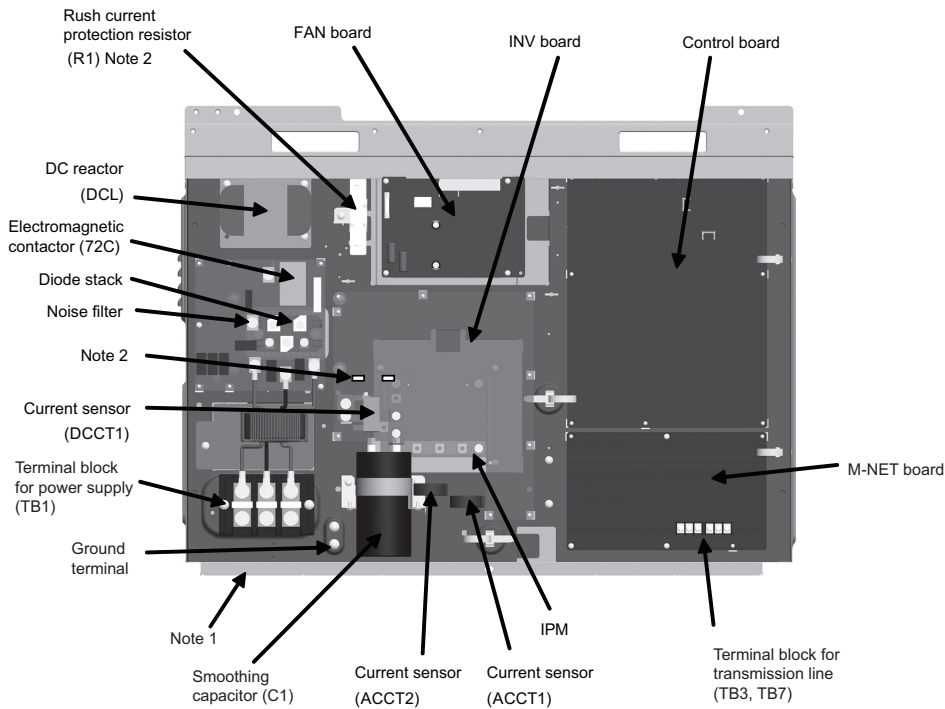 Rush current
protection resistor
(R1) Note 2
FAN board
INV board
Control board
DC reactor
(DCL)
Electromagnetic
contactor (72C)
Diode stack
Noise filter
Note 2
Current sensor
(DCCT1)
Terminal block
for power supply
(TB1)
Ground
terminal
Note 1
Smoothing
capacitor (C1)
Current sensor
(ACCT2)
Current sensor
(ACCT1)
IPM
M-NET board
Terminal block for
transmission line
(TB3, TB7)